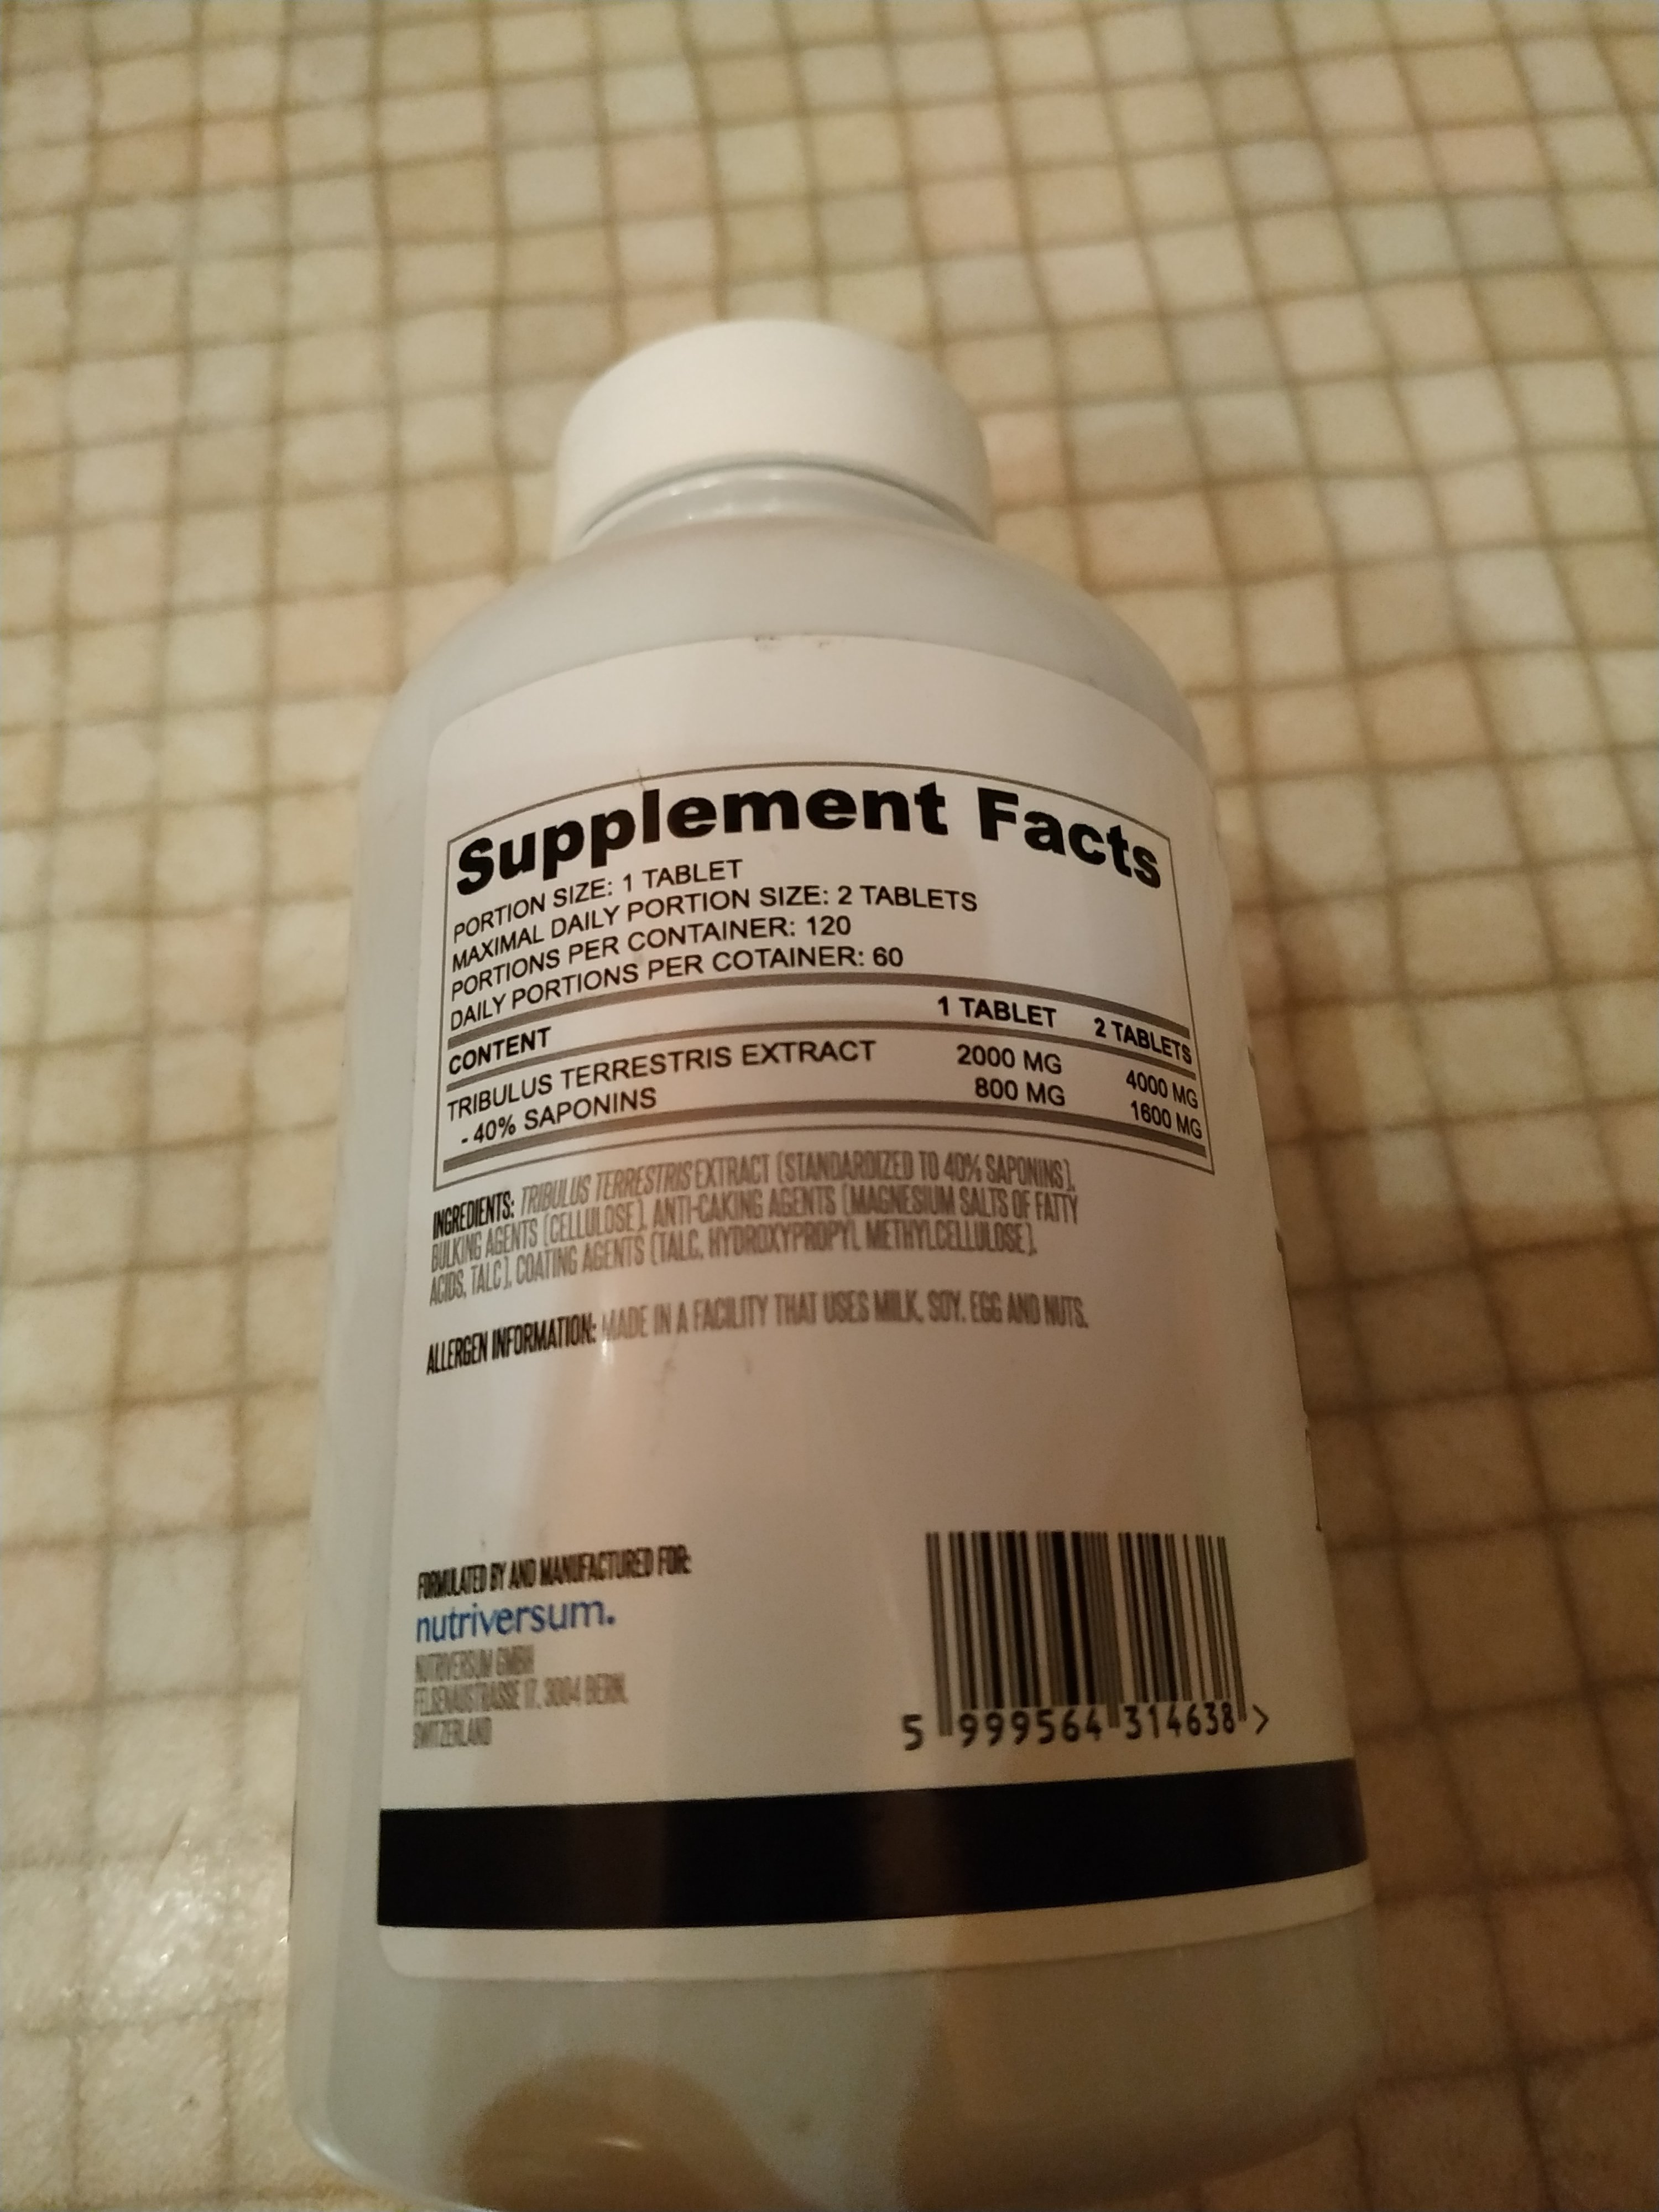 Supplement Facts
PORTION SIZE: 1 TABLET
MAXIMAL DAILY PORTION SIZE: 2 TABLETS
PORTIONS PER CONTAINER: 120
DAILY PORTIONS PER COTAINER: 60
CONTENT 1 TABLET 2 TABLETS
TRIBULUS TERRESTRIS EXTRACT 2000 MG 4000 MG
- 40% SAPONINS 800 MG 1600 MG
INGREDIENTS: TRIBULUS TERRESTRIS EXTRACT (STANDARDIZED TO 40% SAPONINS),
BULKING AGENTS (CELLULOSE), ANTI-CAKING AGENTS (MAGNESIUM SALTS OF FATTY
ACIDS, TALC), COATING AGENTS (TALC, HYDROXYPROPYL METHYLCELLULOSE).
ALLERGEN INFORMATION: MADE IN A FACILITY THAT USES MILK, SOY, EGG AND NUTS.
FORMULATED BY AND MANUFACTURED FOR:
nutriversum.
NUTRIVERSUM GMBH
FELSENAUSTRASSE 17, 3004 BERN,
SWITZERLAND
5 999564 314638 >